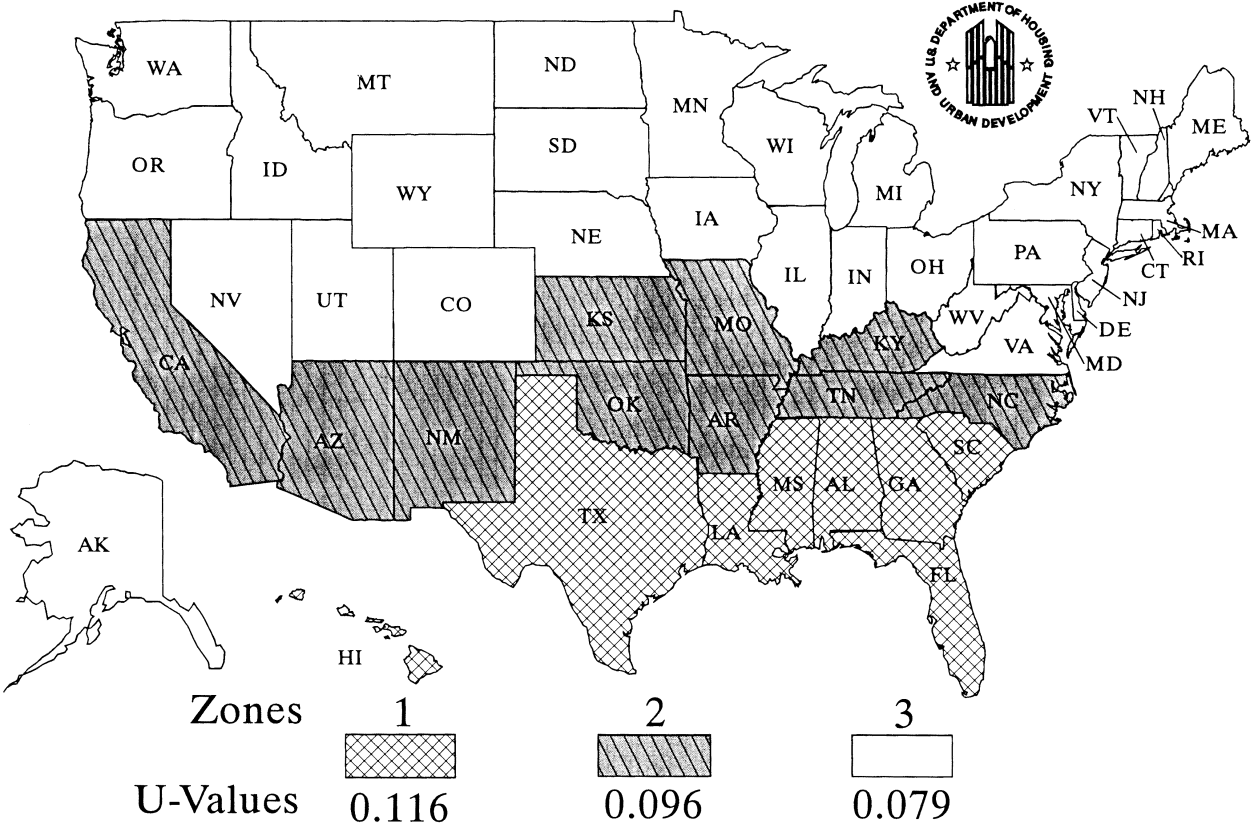 U.S. DEPARTMENT OF HOUSING
AND URBAN DEVELOPMENT
WA
MT
ND
MN
OR
ID
WY
SD
WI
MI
NY
VT
NH
ME
NE
IA
NV
UT
CO
IL
IN
OH
PA
MA
RI
CT
NJ
DE
MD
WV
VA
KS
MO
KY
CA
AZ
NM
OK
AR
TN
NC
SC
TX
LA
MS
AL
GA
FL
AK
HI
Zones 1 2 3
U-Values 0.116 0.096 0.079